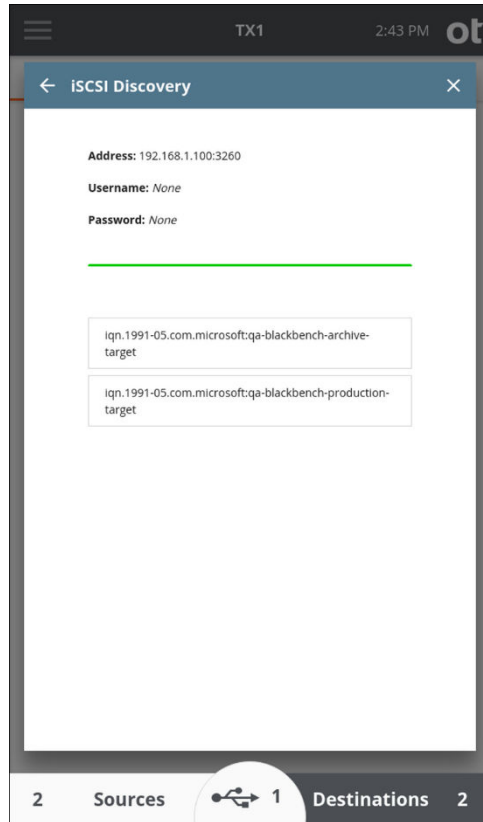 TX1 2:43 PM ot
iSCSI Discovery
Address: 192.168.1.100:3260
Username: None
Password: None
iqn.1991-05.com.microsoft:qa-blackbench-archive-
target
iqn.1991-05.com.microsoft:qa-blackbench-production-
target
2 Sources 1 Destinations 2